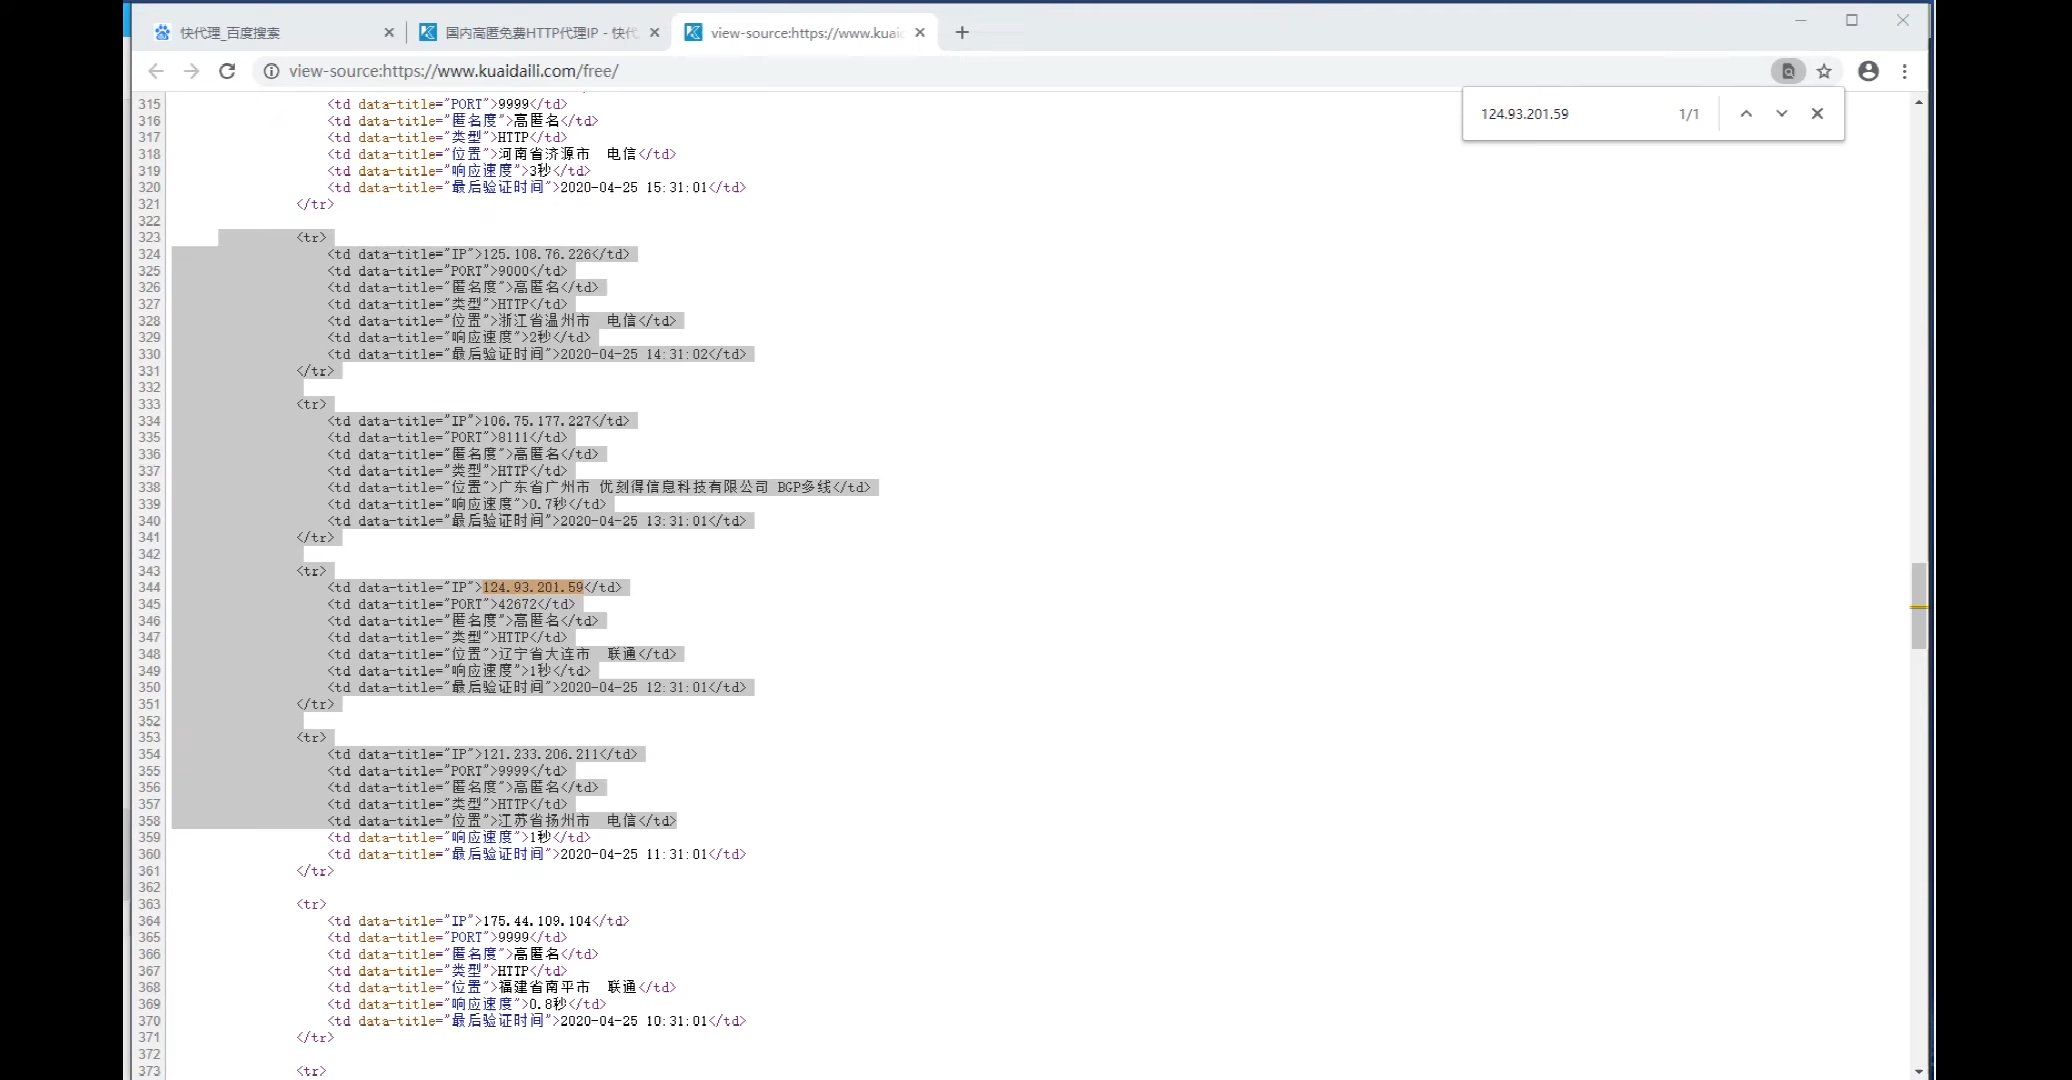 快代理_百度搜索
国内高匿免费HTTP代理IP - 快代
view-source:https://www.kuai
view-source:https://www.kuaidaili.com/free/
124.93.201.59 1/1
315 <td data-title="PORT">9999</td>
316 <td data-title="匿名度">高匿名</td>
317 <td data-title="类型">HTTP</td>
318 <td data-title="位置">河南省济源市  电信</td>
319 <td data-title="响应速度">3秒</td>
320 <td data-title="最后验证时间">2020-04-25 15:31:01</td>
321 </tr>
322
323 <tr>
324 <td data-title="IP">125.108.76.226</td>
325 <td data-title="PORT">9000</td>
326 <td data-title="匿名度">高匿名</td>
327 <td data-title="类型">HTTP</td>
328 <td data-title="位置">浙江省温州市  电信</td>
329 <td data-title="响应速度">2秒</td>
330 <td data-title="最后验证时间">2020-04-25 14:31:02</td>
331 </tr>
332
333 <tr>
334 <td data-title="IP">106.75.177.227</td>
335 <td data-title="PORT">8111</td>
336 <td data-title="匿名度">高匿名</td>
337 <td data-title="类型">HTTP</td>
338 <td data-title="位置">广东省广州市 优刻得信息科技有限公司 BGP多线</td>
339 <td data-title="响应速度">0.7秒</td>
340 <td data-title="最后验证时间">2020-04-25 13:31:01</td>
341 </tr>
342
343 <tr>
344 <td data-title="IP">124.93.201.59</td>
345 <td data-title="PORT">42672</td>
346 <td data-title="匿名度">高匿名</td>
347 <td data-title="类型">HTTP</td>
348 <td data-title="位置">辽宁省大连市  联通</td>
349 <td data-title="响应速度">1秒</td>
350 <td data-title="最后验证时间">2020-04-25 12:31:01</td>
351 </tr>
352
353 <tr>
354 <td data-title="IP">121.233.206.211</td>
355 <td data-title="PORT">9999</td>
356 <td data-title="匿名度">高匿名</td>
357 <td data-title="类型">HTTP</td>
358 <td data-title="位置">江苏省扬州市  电信</td>
359 <td data-title="响应速度">1秒</td>
360 <td data-title="最后验证时间">2020-04-25 11:31:01</td>
361 </tr>
362
363 <tr>
364 <td data-title="IP">175.44.109.104</td>
365 <td data-title="PORT">9999</td>
366 <td data-title="匿名度">高匿名</td>
367 <td data-title="类型">HTTP</td>
368 <td data-title="位置">福建省南平市  联通</td>
369 <td data-title="响应速度">0.8秒</td>
370 <td data-title="最后验证时间">2020-04-25 10:31:01</td>
371 </tr>
372
373 <tr>